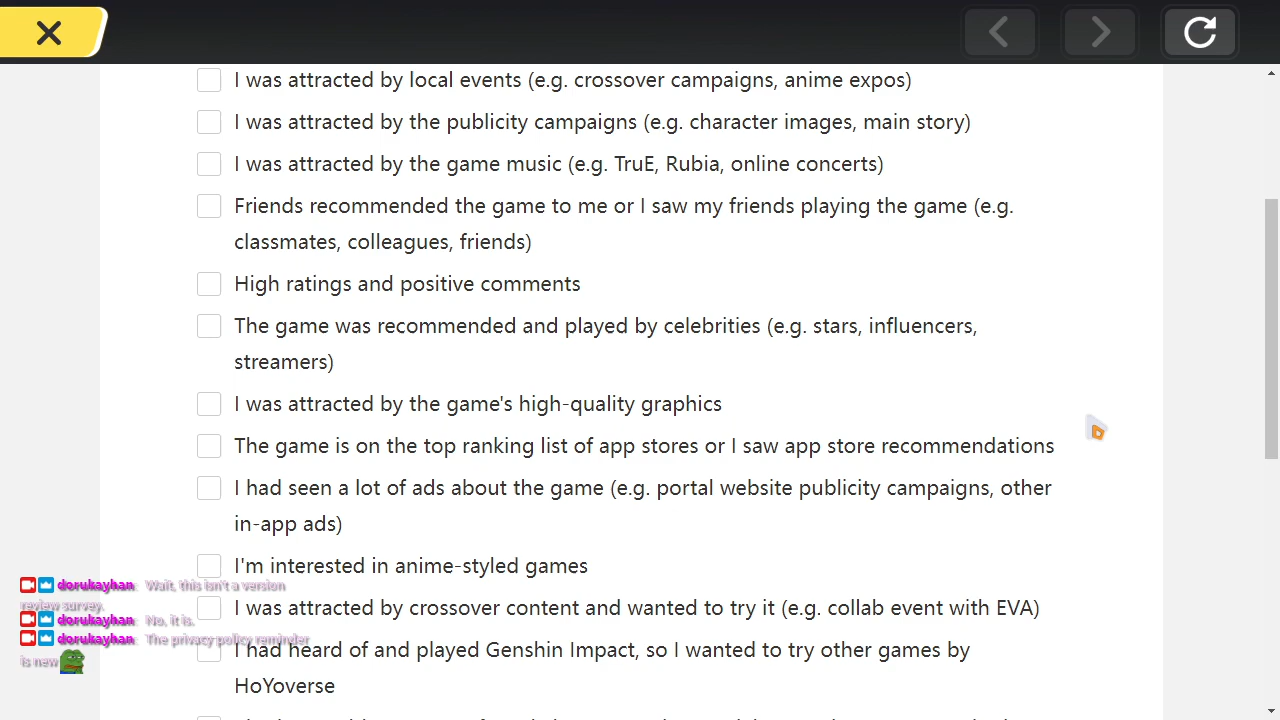 I was attracted by local events (e.g. crossover campaigns, anime expos)
I was attracted by the publicity campaigns (e.g. character images, main story)
I was attracted by the game music (e.g. TruE, Rubia, online concerts)
Friends recommended the game to me or I saw my friends playing the game (e.g.
classmates, colleagues, friends)
High ratings and positive comments
The game was recommended and played by celebrities (e.g. stars, influencers,
streamers)
I was attracted by the game's high-quality graphics
The game is on the top ranking list of app stores or I saw app store recommendations
I had seen a lot of ads about the game (e.g. portal website publicity campaigns, other
in-app ads)
I'm interested in anime-styled games
dorukayhan: Wait, this isn't a version
review survey.
I was attracted by crossover content and wanted to try it (e.g. collab event with EVA)
dorukayhan: No, it is.
dorukayhan: The privacy policy reminder
is new
I had heard of and played Genshin Impact, so I wanted to try other games by
HoYoverse